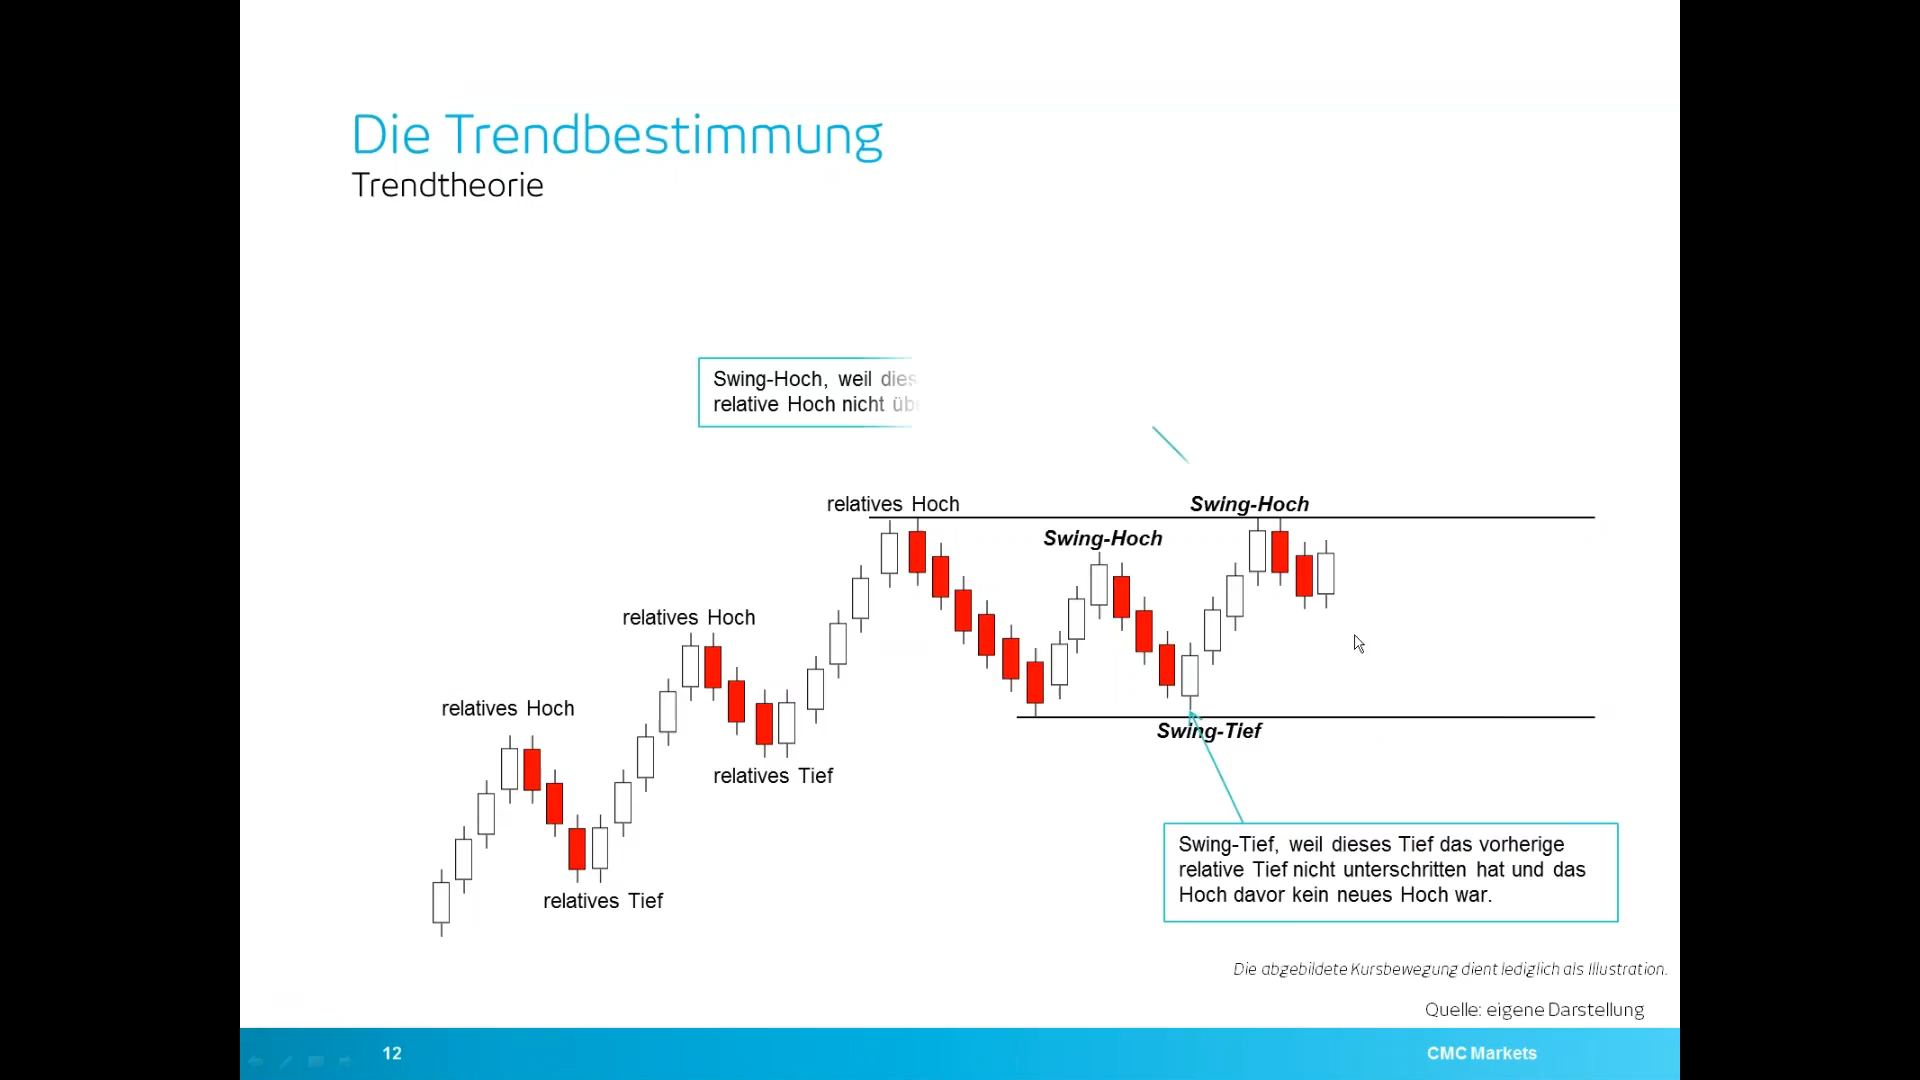 Die Trendbestimmung
Trendtheorie
Swing-Hoch, weil
relative Hoch nicht
relatives Hoch
Swing-Hoch
Swing-Hoch
relatives Hoch
relatives Hoch
Swing-Tief
relatives Tief
Swing-Tief, weil dieses Tief das vorherige
relative Tief nicht unterschritten hat und das
Hoch davor kein neues Hoch war.
relatives Tief
Die abgebildete Kursbewegung dient lediglich als Illustration.
Quelle: eigene Darstellung
12
CMC Markets